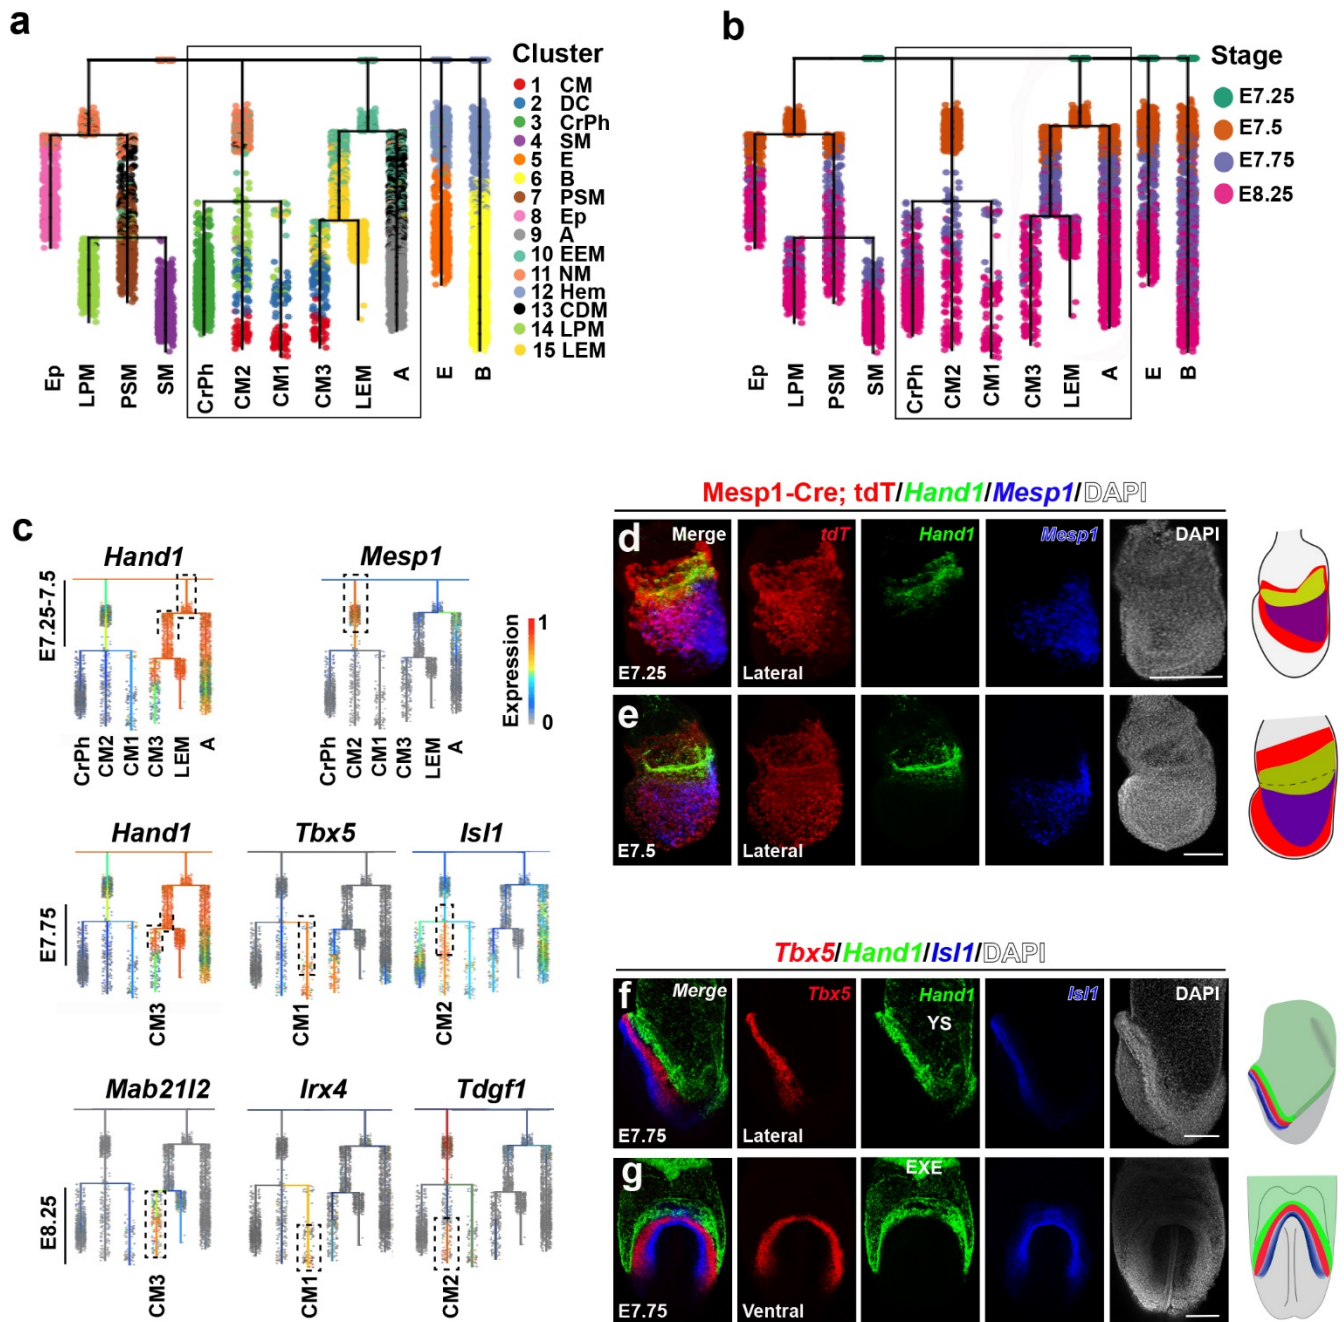 a
Cluster
1 CM
2 DC
3 CrPh
4 SM
5 E
6 B
7 PSM
8 Ep
9 A
10 EEM
11 NM
12 Hem
13 CDM
14 LPM
15 LEM
Ep LPM PSM SM CrPh CM2 CM1 CM3 LEM A E B
b
Stage
E7.25
E7.5
E7.75
E8.25
Ep LPM PSM SM CrPh CM2 CM1 CM3 LEM A E B
c
Hand1 Mesp1
E7.25-7.5
Expression
1
0
CrPh CM2 CM1 CM3 LEM A
CrPh CM2 CM1 CM3 LEM A
Hand1 Tbx5 Isl1
E7.75
CM3 CM1 CM2
Mab21l2 Irx4 Tdgf1
E8.25
CM3 CM1 CM2
Mesp1-Cre; tdT/Hand1/Mesp1/DAPI
d Merge tdT Hand1 Mesp1 DAPI
E7.25 Lateral
e
E7.5 Lateral
Tbx5/Hand1/Isl1/DAPI
f Merge Tbx5 Hand1 Isl1 DAPI
YS
E7.75 Lateral
g EXE
E7.75 Ventral